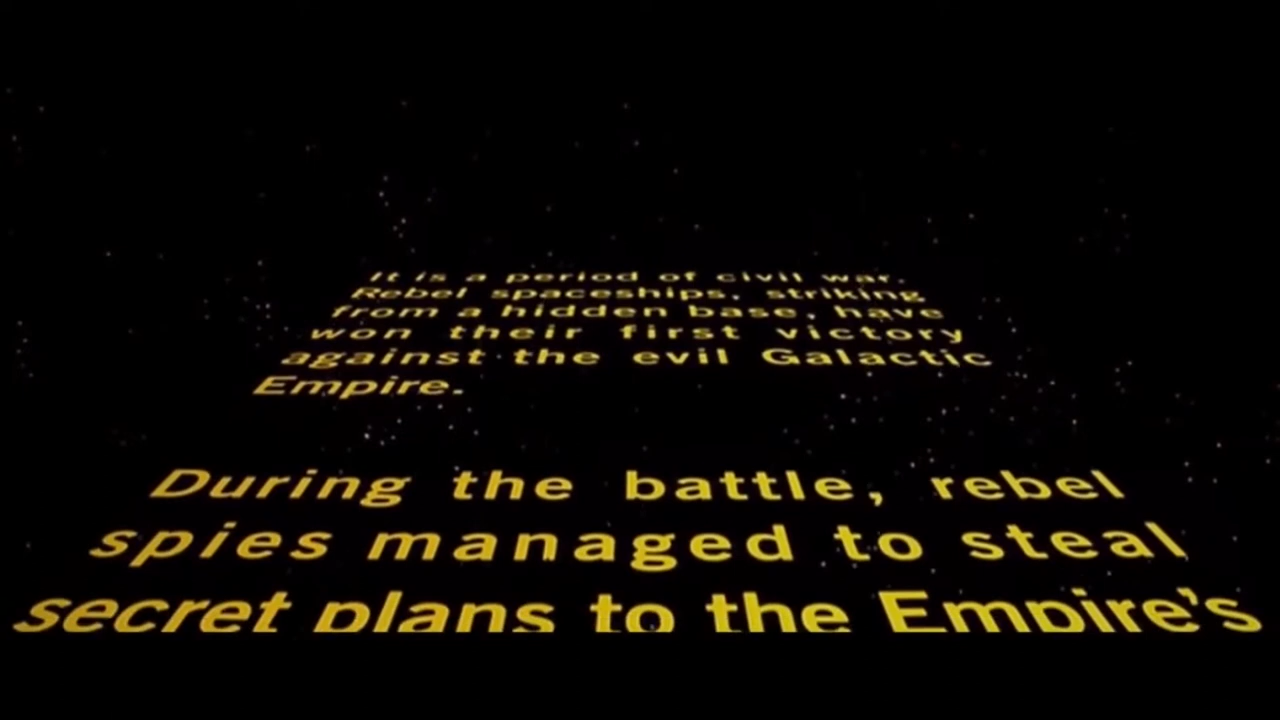 It is a period of civil war.
Rebel spaceships, striking
from a hidden base, have
won their first victory
against the evil Galactic
Empire.
During the battle, rebel
spies managed to steal
secret plans to the Empire's